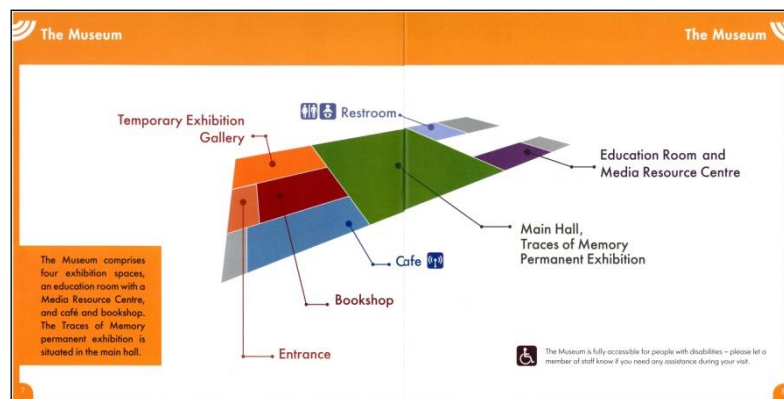 The Museum
The Museum
Temporary Exhibition
Gallery
Restroom
Education Room and
Media Resource Centre
Main Hall,
Traces of Memory
Permanent Exhibition
Cafe
Bookshop
Entrance
The Museum comprises
four exhibition spaces,
an education room with a
Media Resource Centre,
and café and bookshop.
The Traces of Memory
permanent exhibition is
situated in the main hall.
The Museum is fully accessible for people with disabilities – please let a
member of staff know if you need any assistance during your visit.
7